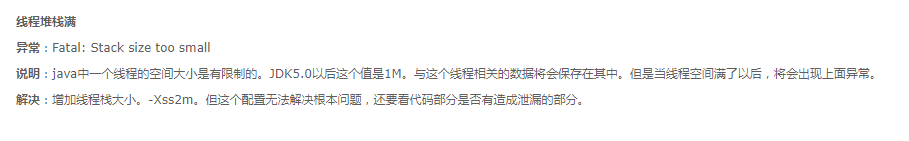 线程堆栈满
异常：Fatal: Stack size too small
说明：java中一个线程的空间大小是有限制的。JDK5.0以后这个值是1M。与这个线程相关的数据将会保存在其中。但是当线程空间满了以后，将会出现上面异常。
解决：增加线程栈大小。-Xss2m。但这个配置无法解决根本问题，还要看代码部分是否有造成泄漏的部分。